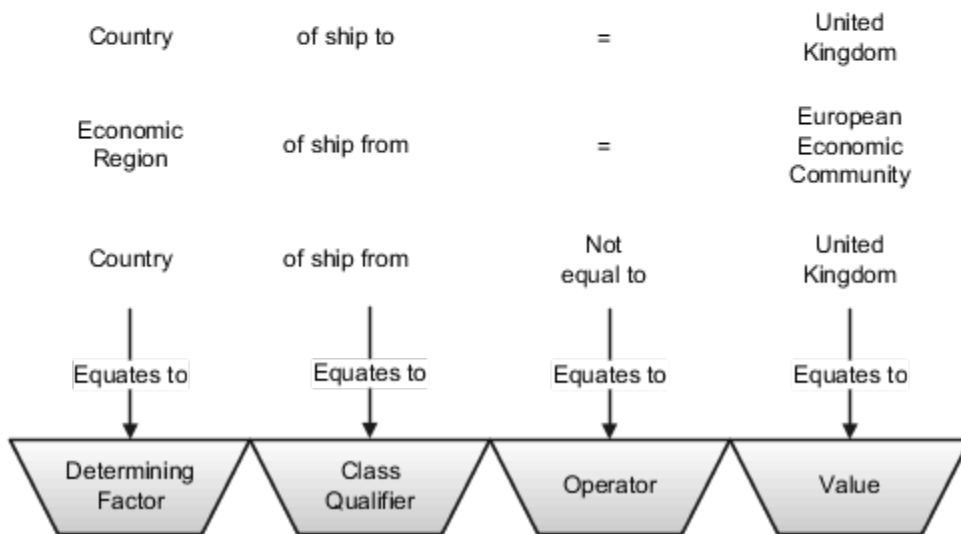 Country of ship to = United
Kingdom
Economic
Region of ship from = European
Economic
Community
Country of ship from Not
equal to United
Kingdom
Equates to Equates to Equates to Equates to
Determining
Factor Class
Qualifier Operator Value